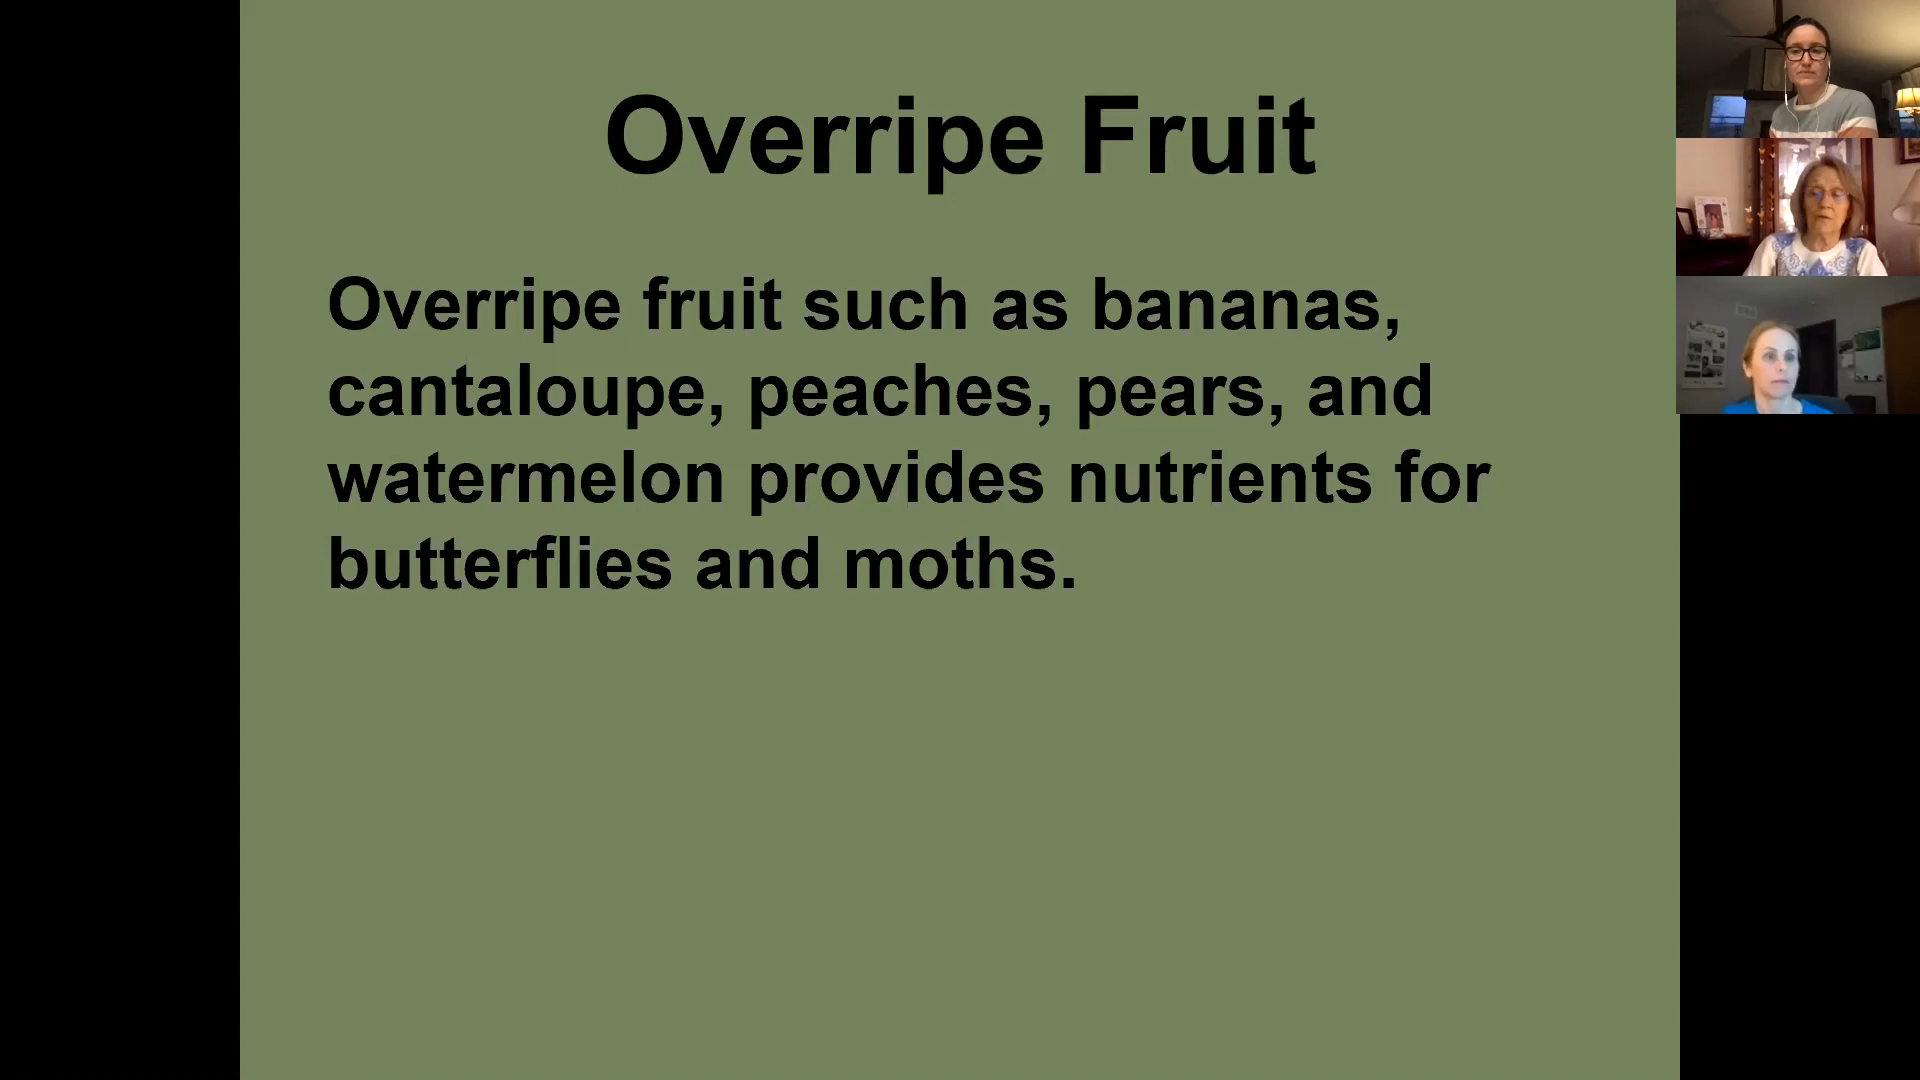 Overripe Fruit
Overripe fruit such as bananas,
cantaloupe, peaches, pears, and
watermelon provides nutrients for
butterflies and moths.